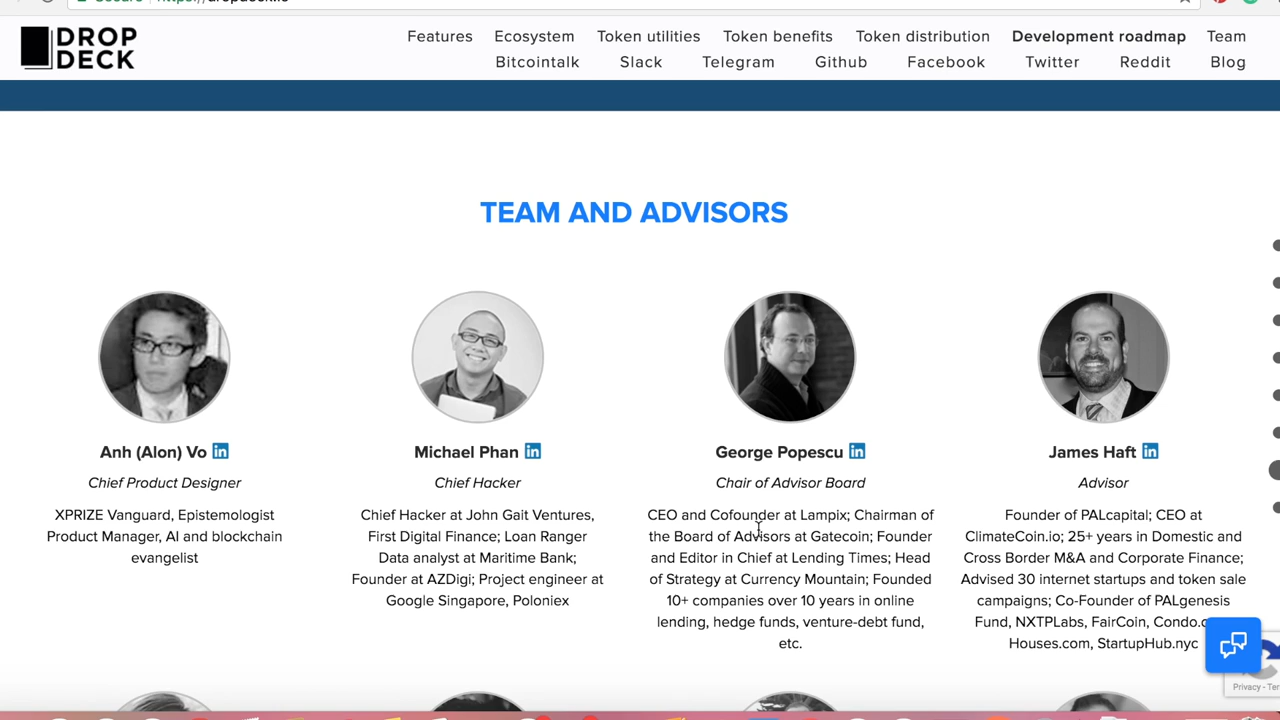 DROP
DECK
Features Ecosystem Token utilities Token benefits Token distribution Development roadmap Team
Bitcointalk Slack Telegram Github Facebook Twitter Reddit Blog
TEAM AND ADVISORS
Anh (Alon) Vo in
Chief Product Designer
XPRIZE Vanguard, Epistemologist
Product Manager, AI and blockchain
evangelist
Michael Phan in
Chief Hacker
Chief Hacker at John Gait Ventures,
First Digital Finance; Loan Ranger
Data analyst at Maritime Bank;
Founder at AZDigi; Project engineer at
Google Singapore, Poloniex
George Popescu in
Chair of Advisor Board
CEO and Cofounder at Lampix; Chairman of
the Board of Advisors at Gatecoin; Founder
and Editor in Chief at Lending Times; Head
of Strategy at Currency Mountain; Founded
10+ companies over 10 years in online
lending, hedge funds, venture-debt fund,
etc.
James Haft in
Advisor
Founder of PALcapital; CEO at
ClimateCoin.io; 25+ years in Domestic and
Cross Border M&A and Corporate Finance;
Advised 30 internet startups and token sale
campaigns; Co-Founder of PALgenesis
Fund, NXTPLabs, FairCoin,
Houses.com, StartupHub.nyc
Privacy